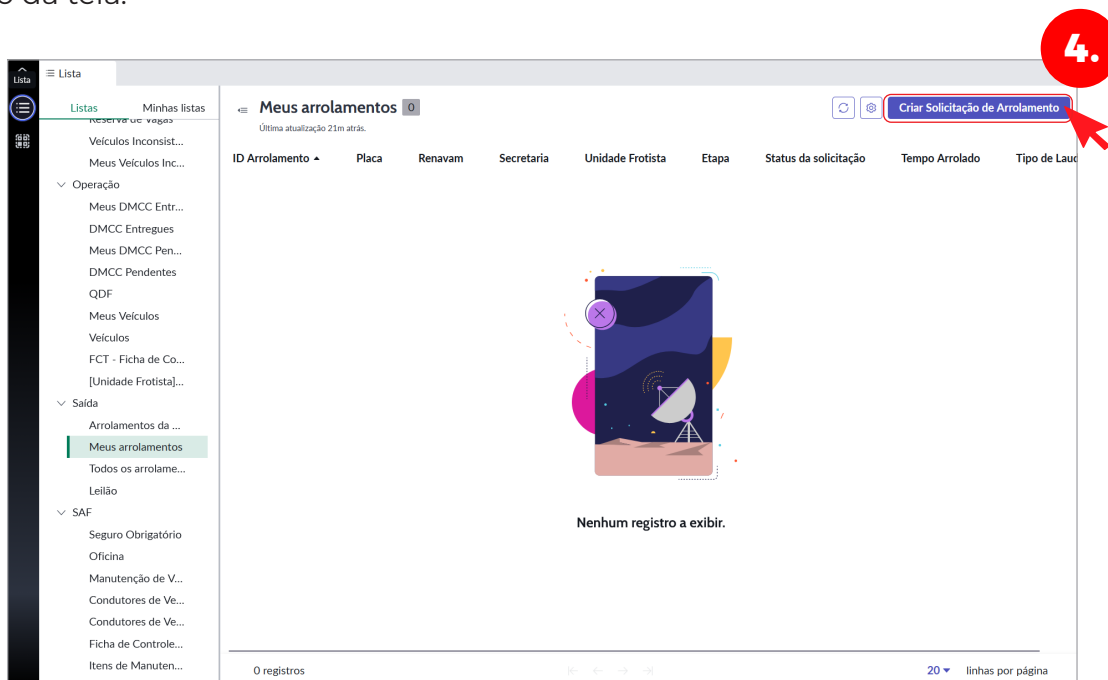 o da tela.
4.
Lista
Lista
Listas
Minhas listas
Reserva de Vagas
Veículos Inconsist...
Meus Veículos Inc...
Operação
Meus DMCC Entr...
DMCC Entregues
Meus DMCC Pen...
DMCC Pendentes
QDF
Meus Veículos
Veículos
FCT - Ficha de Co...
[Unidade Frotista]...
Saída
Arrolamentos da ...
Meus arrolamentos
Todos os arrolame...
Leilão
SAF
Seguro Obrigatório
Oficina
Manutenção de V...
Condutores de Ve...
Condutores de Ve...
Ficha de Controle...
Itens de Manuten...
Meus arrolamentos 0
Última atualização 21m atrás.
Criar Solicitação de Arrolamento
ID Arrolamento Placa Renavam Secretaria Unidade Frotista Etapa Status da solicitação Tempo Arrolado Tipo de Laud
Nenhum registro a exibir.
0 registros
20 linhas por página